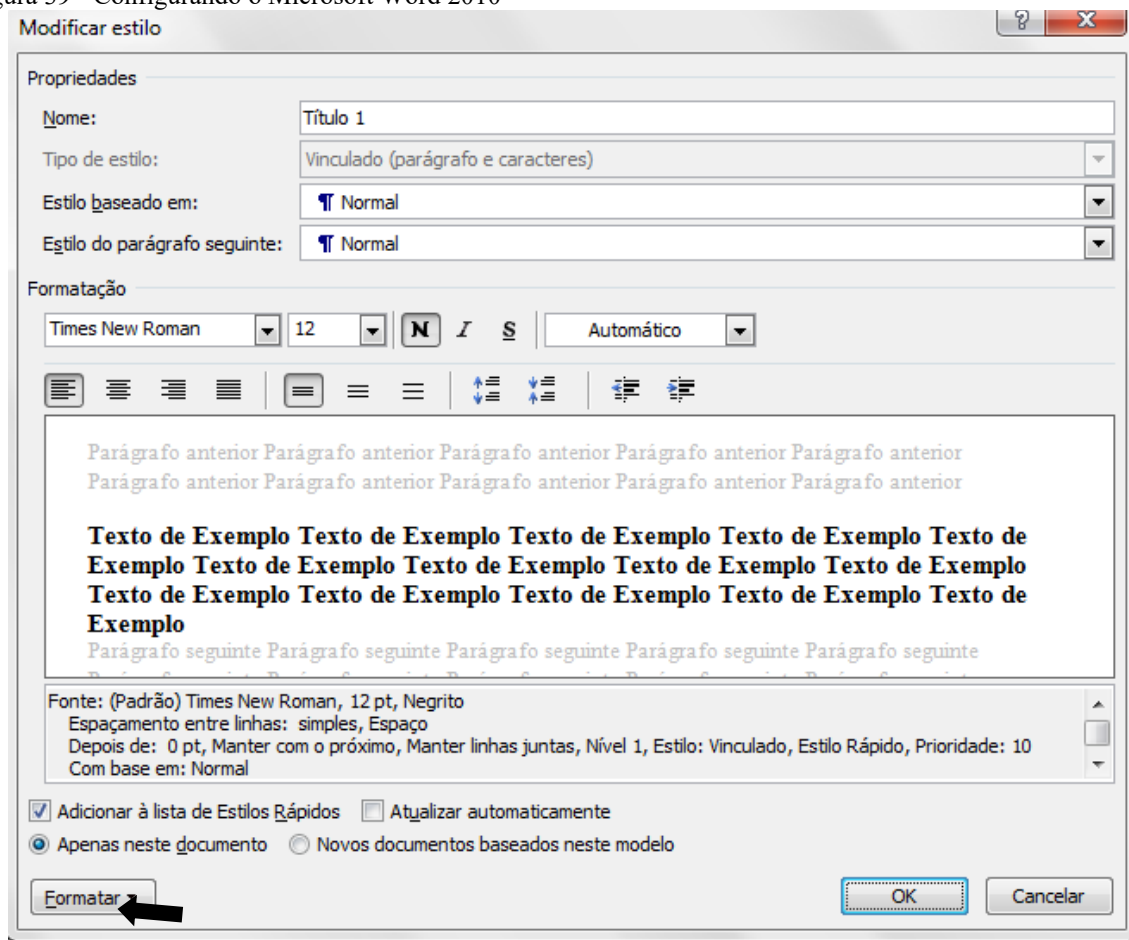 gura 39 - Configurando o Microsoft Word 2010
Modificar estilo
Propriedades
Nome: Título 1
Tipo de estilo: Vinculado (parágrafo e caracteres)
Estilo baseado em: ¶ Normal
Estilo do parágrafo seguinte: ¶ Normal
Formatação
Times New Roman 12 N I S Automático
Parágrafo anterior Parágrafo anterior Parágrafo anterior Parágrafo anterior Parágrafo anterior
Parágrafo anterior Parágrafo anterior Parágrafo anterior Parágrafo anterior Parágrafo anterior
Texto de Exemplo Texto de Exemplo Texto de Exemplo Texto de Exemplo Texto de
Exemplo Texto de Exemplo Texto de Exemplo Texto de Exemplo Texto de Exemplo
Texto de Exemplo Texto de Exemplo Texto de Exemplo Texto de Exemplo Texto de
Exemplo
Parágrafo seguinte Parágrafo seguinte Parágrafo seguinte Parágrafo seguinte Parágrafo seguinte
Fonte: (Padrão) Times New Roman, 12 pt, Negrito
Espaçamento entre linhas: simples, Espaço
Depois de: 0 pt, Manter com o próximo, Manter linhas juntas, Nível 1, Estilo: Vinculado, Estilo Rápido, Prioridade: 10
Com base em: Normal
Adicionar à lista de Estilos Rápidos Atualizar automaticamente
Apenas neste documento Novos documentos baseados neste modelo
Formatar OK Cancelar